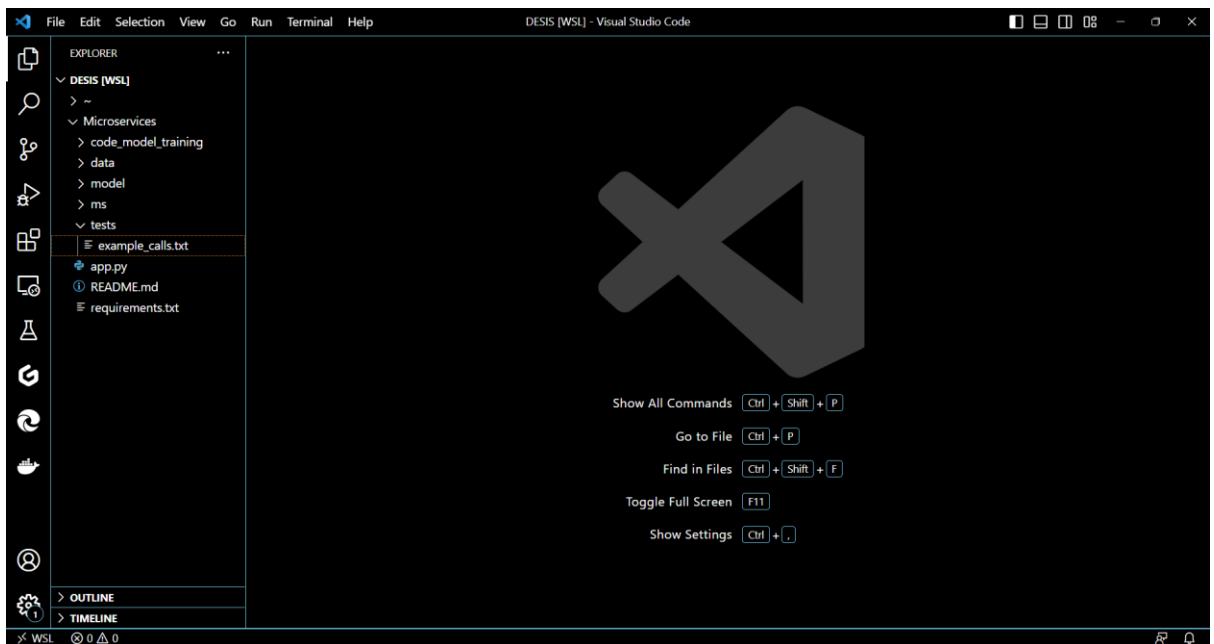 File Edit Selection View Go Run Terminal Help DESIS [WSL] - Visual Studio Code
EXPLORER ...
DESIS [WSL]
~
Microservices
code_model_training
data
model
ms
tests
example_calls.txt
app.py
README.md
requirements.txt
Show All Commands Ctrl + Shift + P
Go to File Ctrl + P
Find in Files Ctrl + Shift + F
Toggle Full Screen F11
Show Settings Ctrl + ,
OUTLINE
1
TIMELINE
WSL 0 0